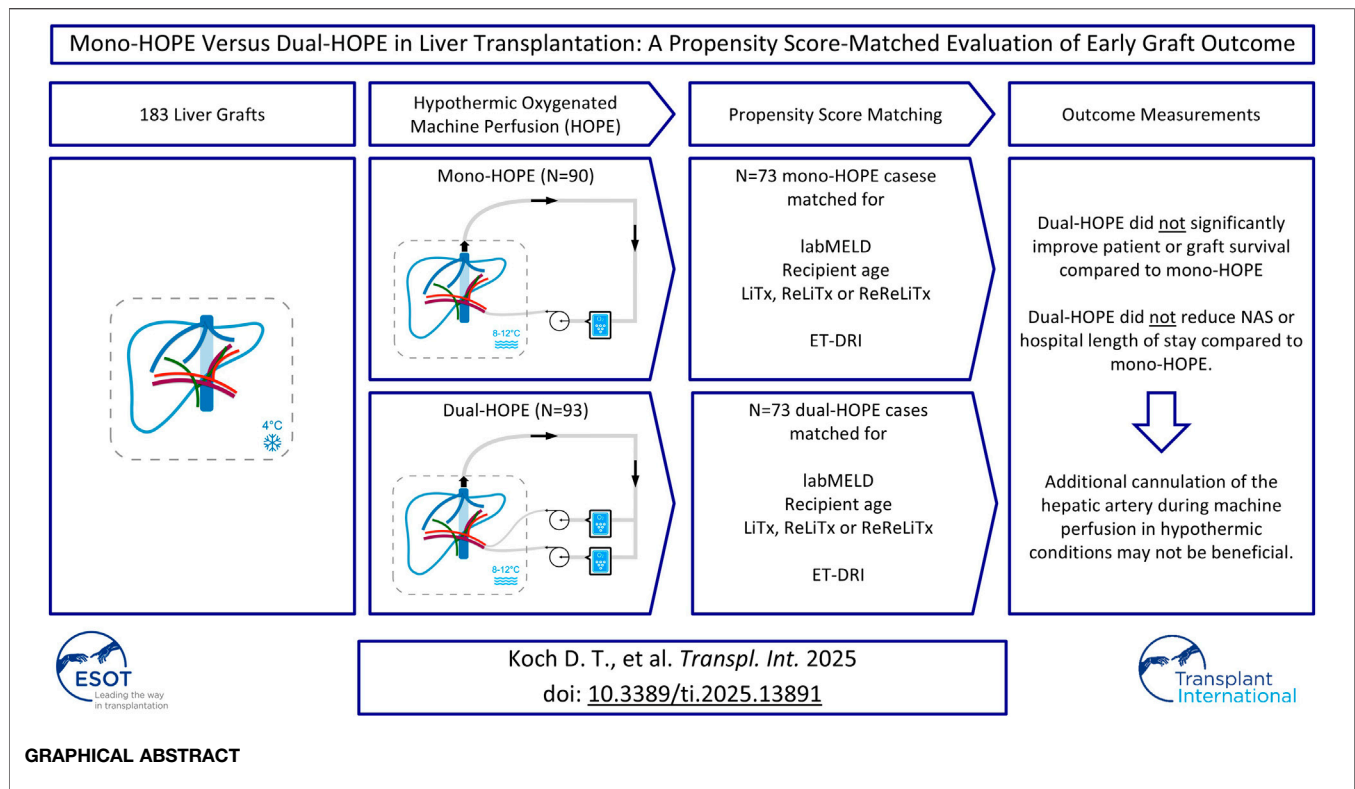 Mono-HOPE Versus Dual-HOPE in Liver Transplantation: A Propensity Score-Matched Evaluation of Early Graft Outcome
183 Liver Grafts
Hypothermic Oxygenated
Machine Perfusion (HOPE)
Propensity Score Matching
Outcome Measurements
4°C
Mono-HOPE (N=90)
8-12°C
Dual-HOPE (N=93)
8-12°C
N=73 mono-HOPE casese
matched for
labMELD
Recipient age
LiTx, ReLiTx or ReReLiTx
ET-DRI
N=73 dual-HOPE cases
matched for
labMELD
Recipient age
LiTx, ReLiTx or ReReLiTx
ET-DRI
Dual-HOPE did not significantly
improve patient or graft survival
compared to mono-HOPE
Dual-HOPE did not reduce NAS or
hospital length of stay compared to
mono-HOPE.
Additional cannulation of the
hepatic artery during machine
perfusion in hypothermic
conditions may not be beneficial.
ESOT
Leading the way
in transplantation
Koch D. T., et al. Transpl. Int. 2025
doi: 10.3389/ti.2025.13891
Transplant
International
GRAPHICAL ABSTRACT